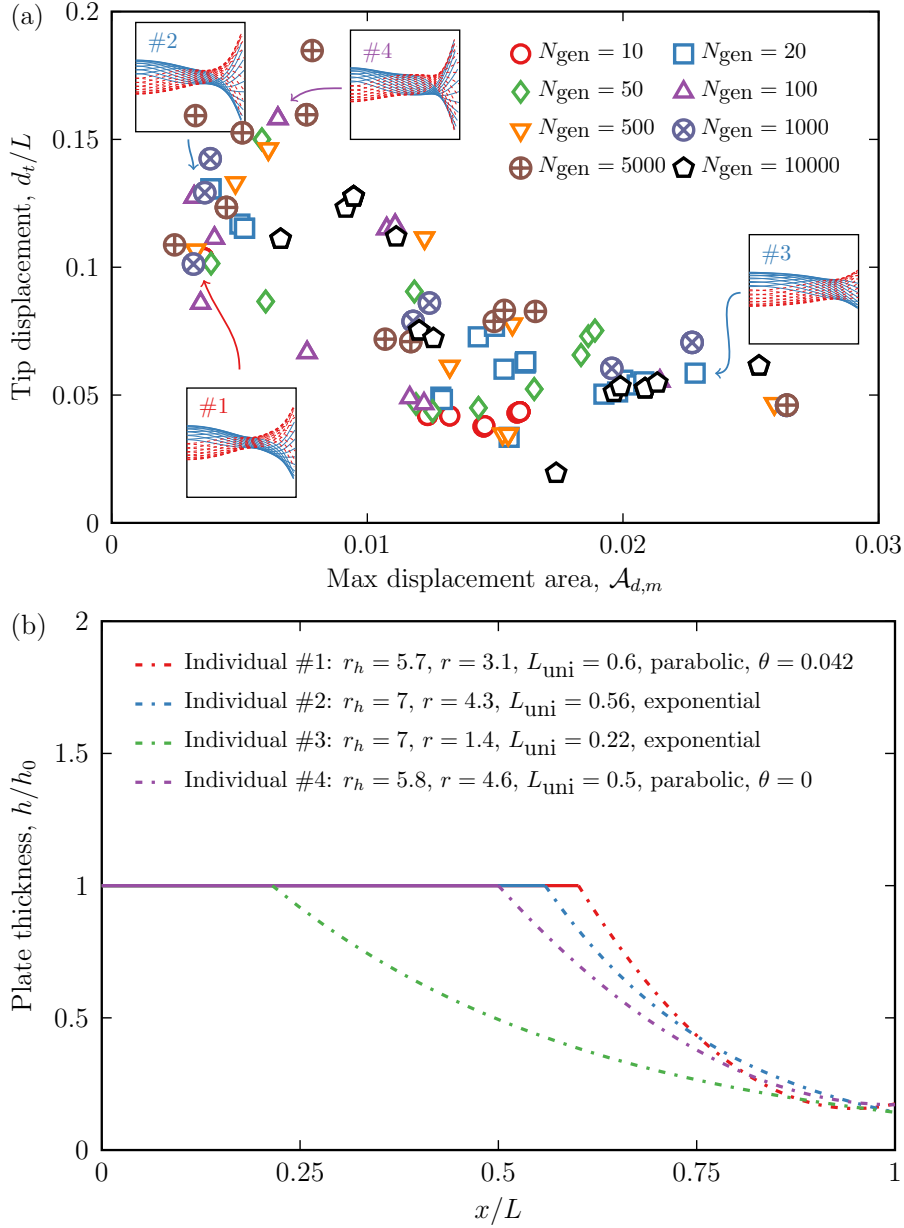 (a)
0.2
0.15
0.1
0.05
0
Tip displacement, d_t/L
#2
#4
#3
#1
N_gen = 10
N_gen = 20
N_gen = 50
N_gen = 100
N_gen = 500
N_gen = 1000
N_gen = 5000
N_gen = 10000
0 0.01 0.02 0.03
Max displacement area, 𝒜_{d,m}
(b)
2
1.5
1
0.5
0
Plate thickness, h/h_0
Individual #1: r_h = 5.7, r = 3.1, L_uni = 0.6, parabolic, θ = 0.042
Individual #2: r_h = 7, r = 4.3, L_uni = 0.56, exponential
Individual #3: r_h = 7, r = 1.4, L_uni = 0.22, exponential
Individual #4: r_h = 5.8, r = 4.6, L_uni = 0.5, parabolic, θ = 0
0 0.25 0.5 0.75 1
x/L